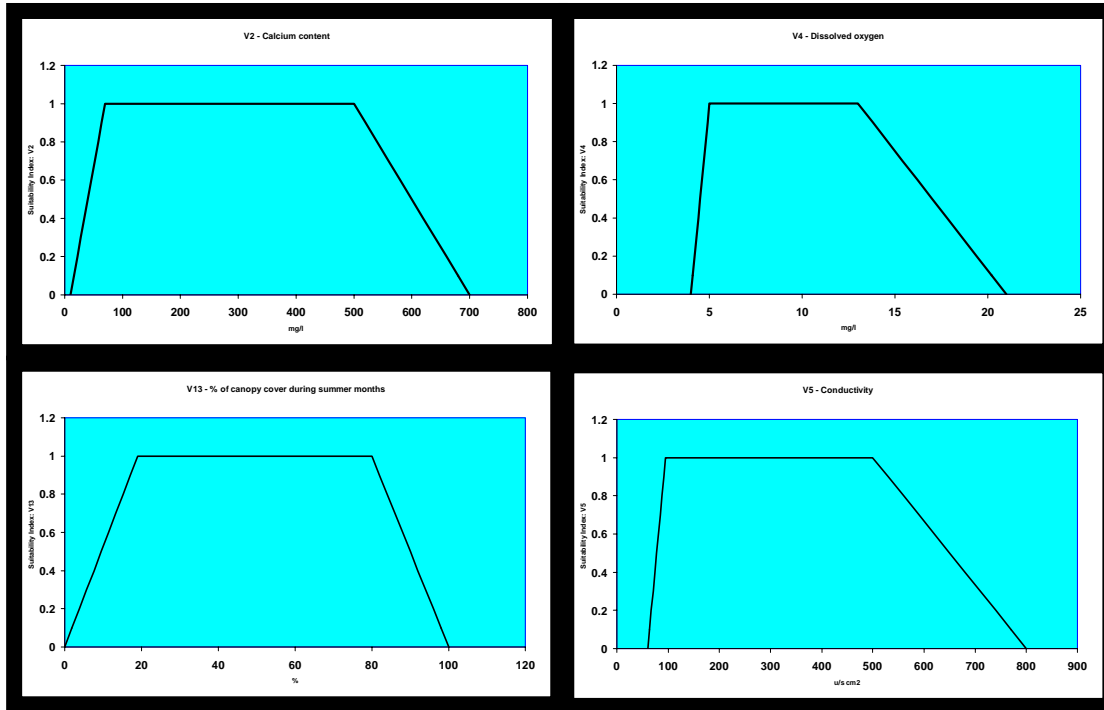 V2 - Calcium content
1.2
1
0.8
0.6
0.4
0.2
0
Suitability Index: V2
0 100 200 300 400 500 600 700 800
mg/l
V4 - Dissolved oxygen
1.2
1
0.8
0.6
0.4
0.2
0
Suitability Index: V4
0 5 10 15 20 25
mg/l
V13 - % of canopy cover during summer months
1.2
1
0.8
0.6
0.4
0.2
0
Suitability Index: V13
0 20 40 60 80 100 120
%
V5 - Conductivity
1.2
1
0.8
0.6
0.4
0.2
0
Suitability Index: V5
0 100 200 300 400 500 600 700 800 900
u/s cm2